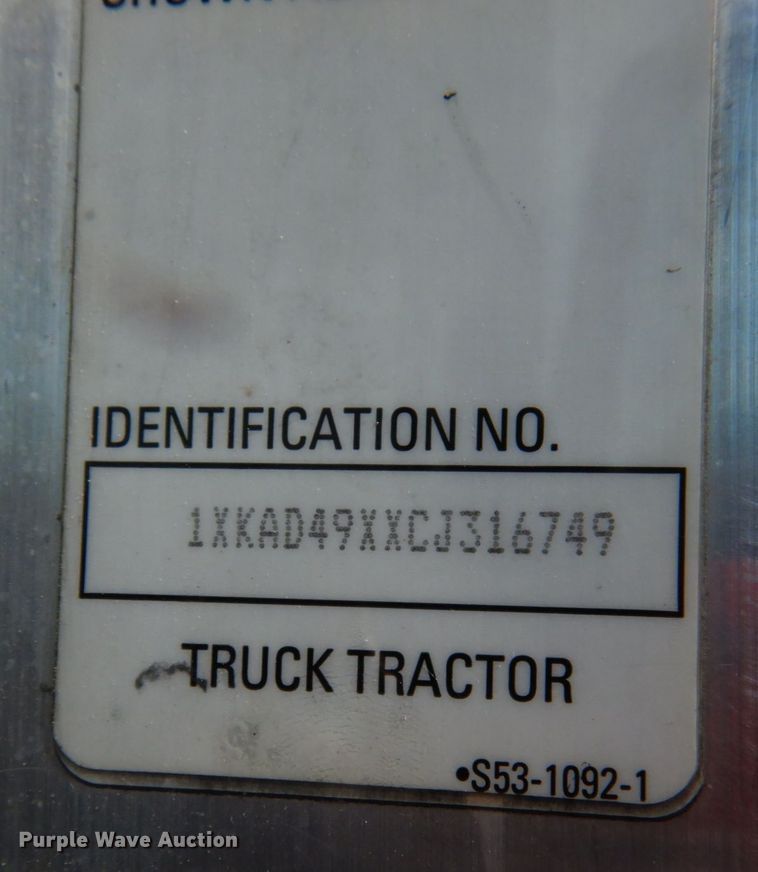 IDENTIFICATION NO.
1XKAD49XXCJ316749
TRUCK TRACTOR
•S53-1092-1
Purple Wave Auction